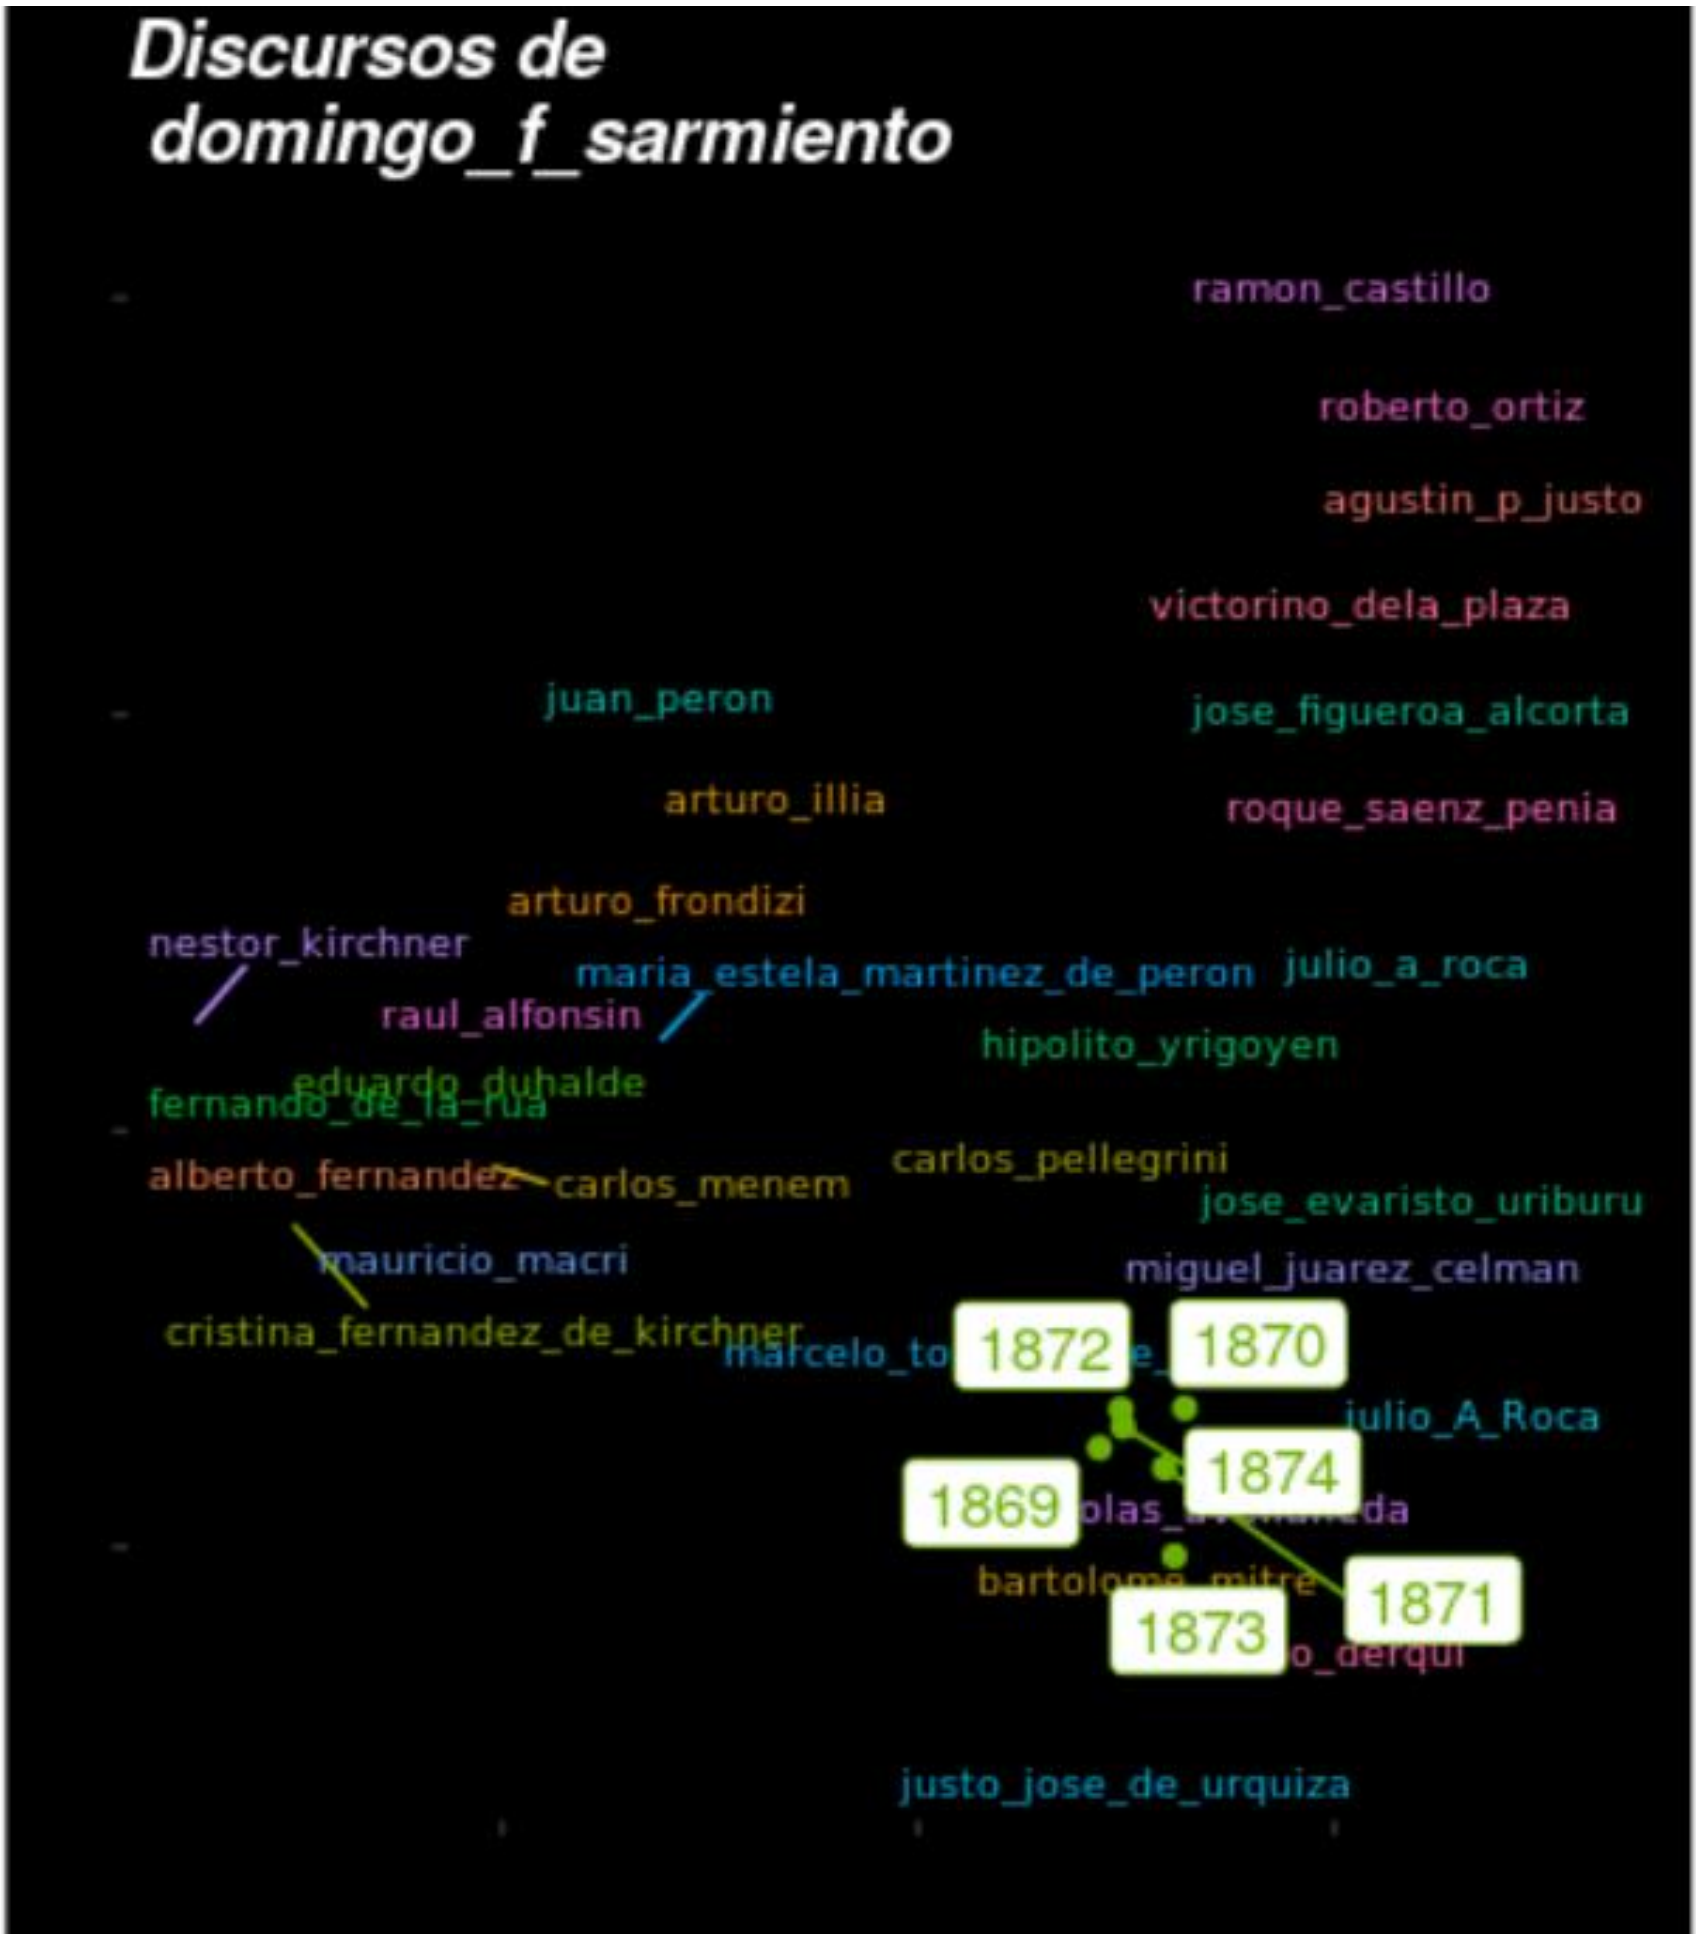 Discursos de
domingo_f_sarmiento
ramon_castillo
roberto_ortiz
agustin_p_justo
victorino_dela_plaza
juan_peron
jose_figueroa_alcorta
arturo_illia
roque_saenz_penia
arturo_frondizi
nestor_kirchner
maria_estela_martinez_de_peron
julio_a_roca
raul_alfonsin
hipolito_yrigoyen
eduardo_duhalde
fernando_de_la_rua
carlos_pellegrini
alberto_fernandez
carlos_menem
jose_evaristo_uriburu
mauricio_macri
miguel_juarez_celman
cristina_fernandez_de_kirchner
1872
1870
julio_A_Roca
1874
1869
bartolome_mitre
1871
1873
justo_jose_de_urquiza